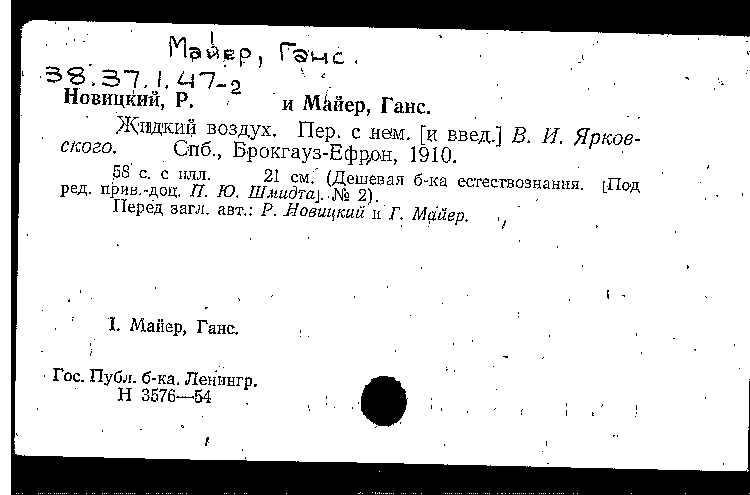 Майер, Ганс.
38.37.1.47-2
Новицкий, Р. и Майер, Ганс.
Жидкий воздух. Пер. с нем. [и введ.] В. И. Ярков-
ского. Спб., Брокгауз-Ефрон, 1910.
58 с. с илл. 21 см. (Дешевая б-ка естествознания. [Под
ред. прив.-доц. П. Ю. Шмидта]. № 2).
Перед загл. авт.: Р. Новицкий и Г. Майер.
I. Майер, Ганс.
Гос. Публ. б-ка. Ленингр.
Н 3576—54